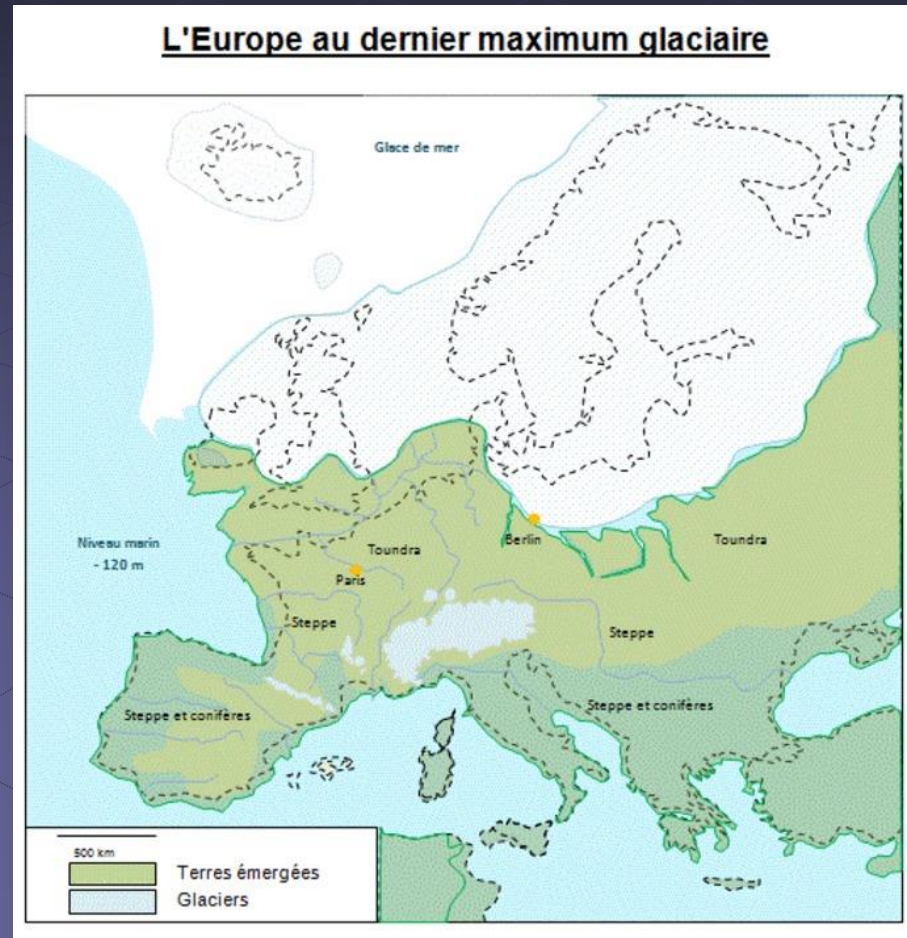 L'Europe au dernier maximum glaciaire
Glace de mer
Niveau marin
- 120 m
Berlin
Toundra
Toundra
Paris
Steppe
Steppe
Steppe et conifères
Steppe et conifères
500 km
Terres émergées
Glaciers